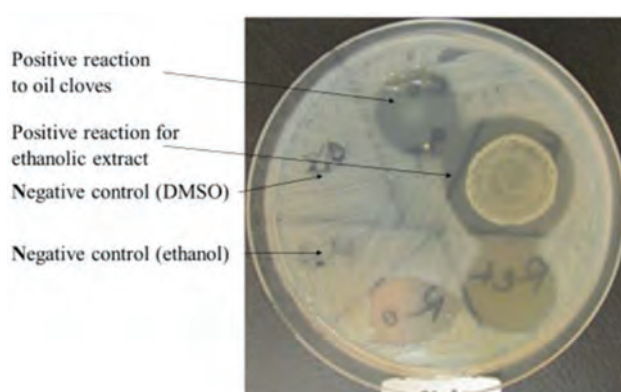 Positive reaction
to oil cloves
Positive reaction for
ethanolic extract
Negative control (DMSO)
Negative control (ethanol)